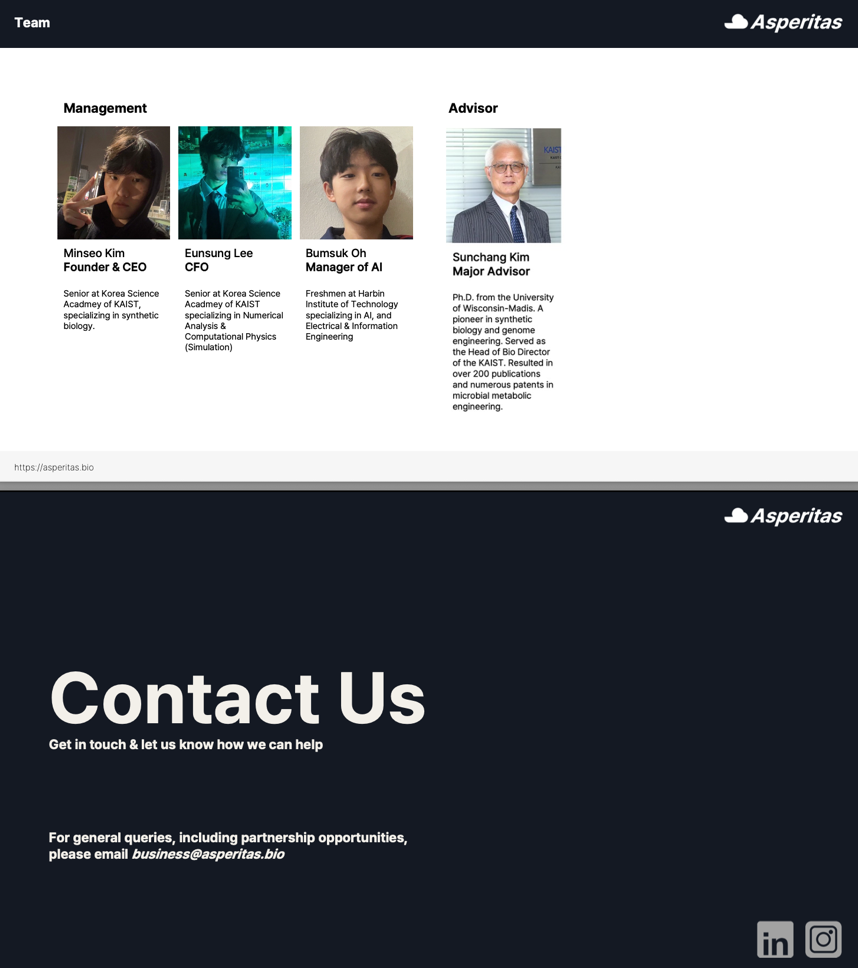 Team
Asperitas
Management
Advisor
KAIST
Minseo Kim
Founder & CEO
Senior at Korea Science
Acadmey of KAIST,
specializing in synthetic
biology.
Eunsung Lee
CFO
Senior at Korea Science
Acadmey of KAIST
specializing in Numerical
Analysis &
Computational Physics
(Simulation)
Bumsuk Oh
Manager of AI
Freshmen at Harbin
Institute of Technology
specializing in AI, and
Electrical & Information
Engineering
Sunchang Kim
Major Advisor
Ph.D. from the University
of Wisconsin-Madis. A
pioneer in synthetic
biology and genome
engineering. Served as
the Head of Bio Director
of the KAIST. Resulted in
over 200 publications
and numerous patents in
microbial metabolic
engineering.
https://asperitas.bio
Asperitas
Contact Us
Get in touch & let us know how we can help
For general queries, including partnership opportunities,
please email business@asperitas.bio
in